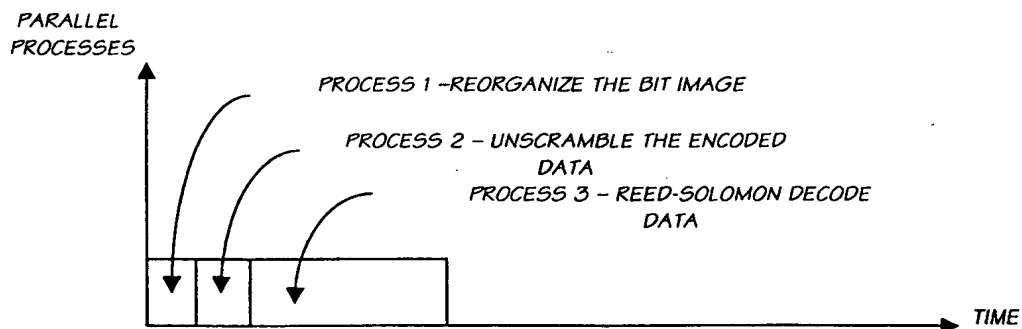 PARALLEL
PROCESSES
PROCESS 1 –REORGANIZE THE BIT IMAGE
PROCESS 2 – UNSCRAMBLE THE ENCODED
DATA
PROCESS 3 – REED-SOLOMON DECODE
DATA
TIME